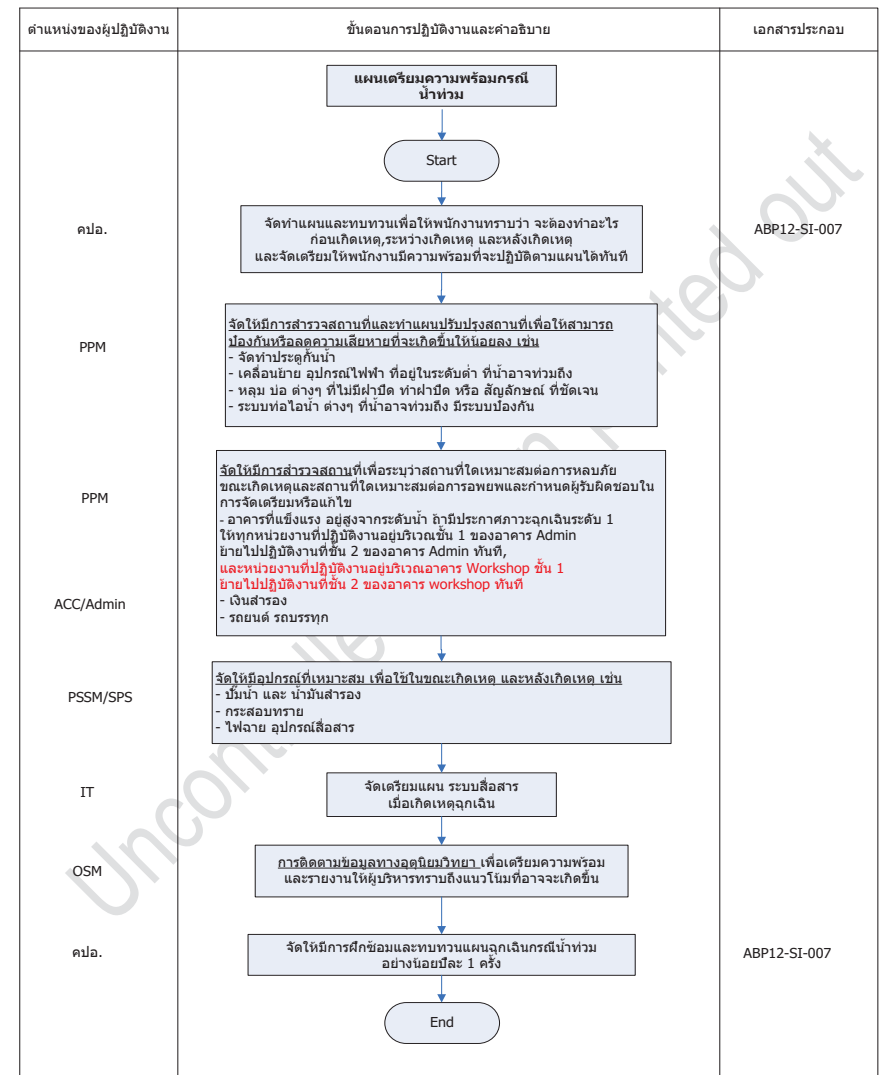 ตำแหน่งของผู้ปฏิบัติงาน
ขั้นตอนการปฏิบัติงานและคำอธิบาย
เอกสารประกอบ
แผนเตรียมความพร้อมกรณี
น้ำท่วม
Start
คปอ.
จัดทำแผนและทบทวนเพื่อให้พนักงานทราบว่า จะต้องทำอะไร
ก่อนเกิดเหตุ,ระหว่างเกิดเหตุ และหลังเกิดเหตุ
และจัดเตรียมให้พนักงานมีความพร้อมที่จะปฏิบัติตามแผนได้ทันที
ABP12-SI-007
PPM
จัดให้มีการสำรวจสถานที่และทำแผนปรับปรุงสถานที่เพื่อให้สามารถ
ป้องกันหรือลดความเสียหายที่จะเกิดขึ้นให้น้อยลง เช่น
- จัดทำประตูกั้นน้ำ
- เคลื่อนย้าย อุปกรณ์ไฟฟ้า ที่อยู่ในระดับต่ำ ที่น้ำอาจท่วมถึง
- หลุม บ่อ ต่างๆ ที่ไม่มีฝาปิด ทำฝาปิด หรือ สัญลักษณ์ ที่ชัดเจน
- ระบบท่อไอน้ำ ต่างๆ ที่น้ำอาจท่วมถึง มีระบบป้องกัน
PPM
จัดให้มีการสำรวจสถานที่เพื่อระบุว่าสถานที่ใดเหมาะสมต่อการหลบภัย
ขณะเกิดเหตุและสถานที่ใดเหมาะสมต่อการอพยพและกำหนดผู้รับผิดชอบใน
การจัดเตรียมหรือแก้ไข
- อาคารที่แข็งแรง อยู่สูงจากระดับน้ำ ถ้ามีประกาศภาวะฉุกเฉินระดับ 1
ให้ทุกหน่วยงานที่ปฏิบัติงานอยู่บริเวณชั้น 1 ของอาคาร Admin
ย้ายไปปฏิบัติงานที่ชั้น 2 ของอาคาร Admin ทันที,
และหน่วยงานที่ปฏิบัติงานอยู่บริเวณอาคาร Workshop ชั้น 1
ย้ายไปปฏิบัติงานที่ชั้น 2 ของอาคาร workshop ทันที
- เงินสำรอง
- รถยนต์ รถบรรทุก
ACC/Admin
PSSM/SPS
จัดให้มีอุปกรณ์ที่เหมาะสม เพื่อใช้ในขณะเกิดเหตุ และหลังเกิดเหตุ เช่น
- ปั๊มน้ำ และ น้ำมันสำรอง
- กระสอบทราย
- ไฟฉาย อุปกรณ์สื่อสาร
IT
จัดเตรียมแผน ระบบสื่อสาร
เมื่อเกิดเหตุฉุกเฉิน
OSM
การติดตามข้อมูลทางอุตุนิยมวิทยา เพื่อเตรียมความพร้อม
และรายงานให้ผู้บริหารทราบถึงแนวโน้มที่อาจจะเกิดขึ้น
คปอ.
จัดให้มีการฝึกซ้อมและทบทวนแผนฉุกเฉินกรณีน้ำท่วม
อย่างน้อยปีละ 1 ครั้ง
ABP12-SI-007
End